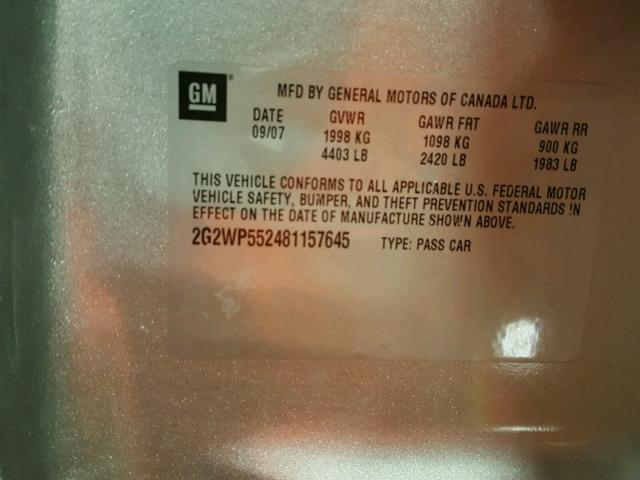 GM®
MFD BY GENERAL MOTORS OF CANADA LTD.
DATE GVWR GAWR FRT GAWR RR
09/07 1998 KG 1098 KG 900 KG
4403 LB 2420 LB 1983 LB
THIS VEHICLE CONFORMS TO ALL APPLICABLE U.S. FEDERAL MOTOR
VEHICLE SAFETY, BUMPER, AND THEFT PREVENTION STANDARDS IN
EFFECT ON THE DATE OF MANUFACTURE SHOWN ABOVE.
2G2WP552481157645 TYPE: PASS CAR